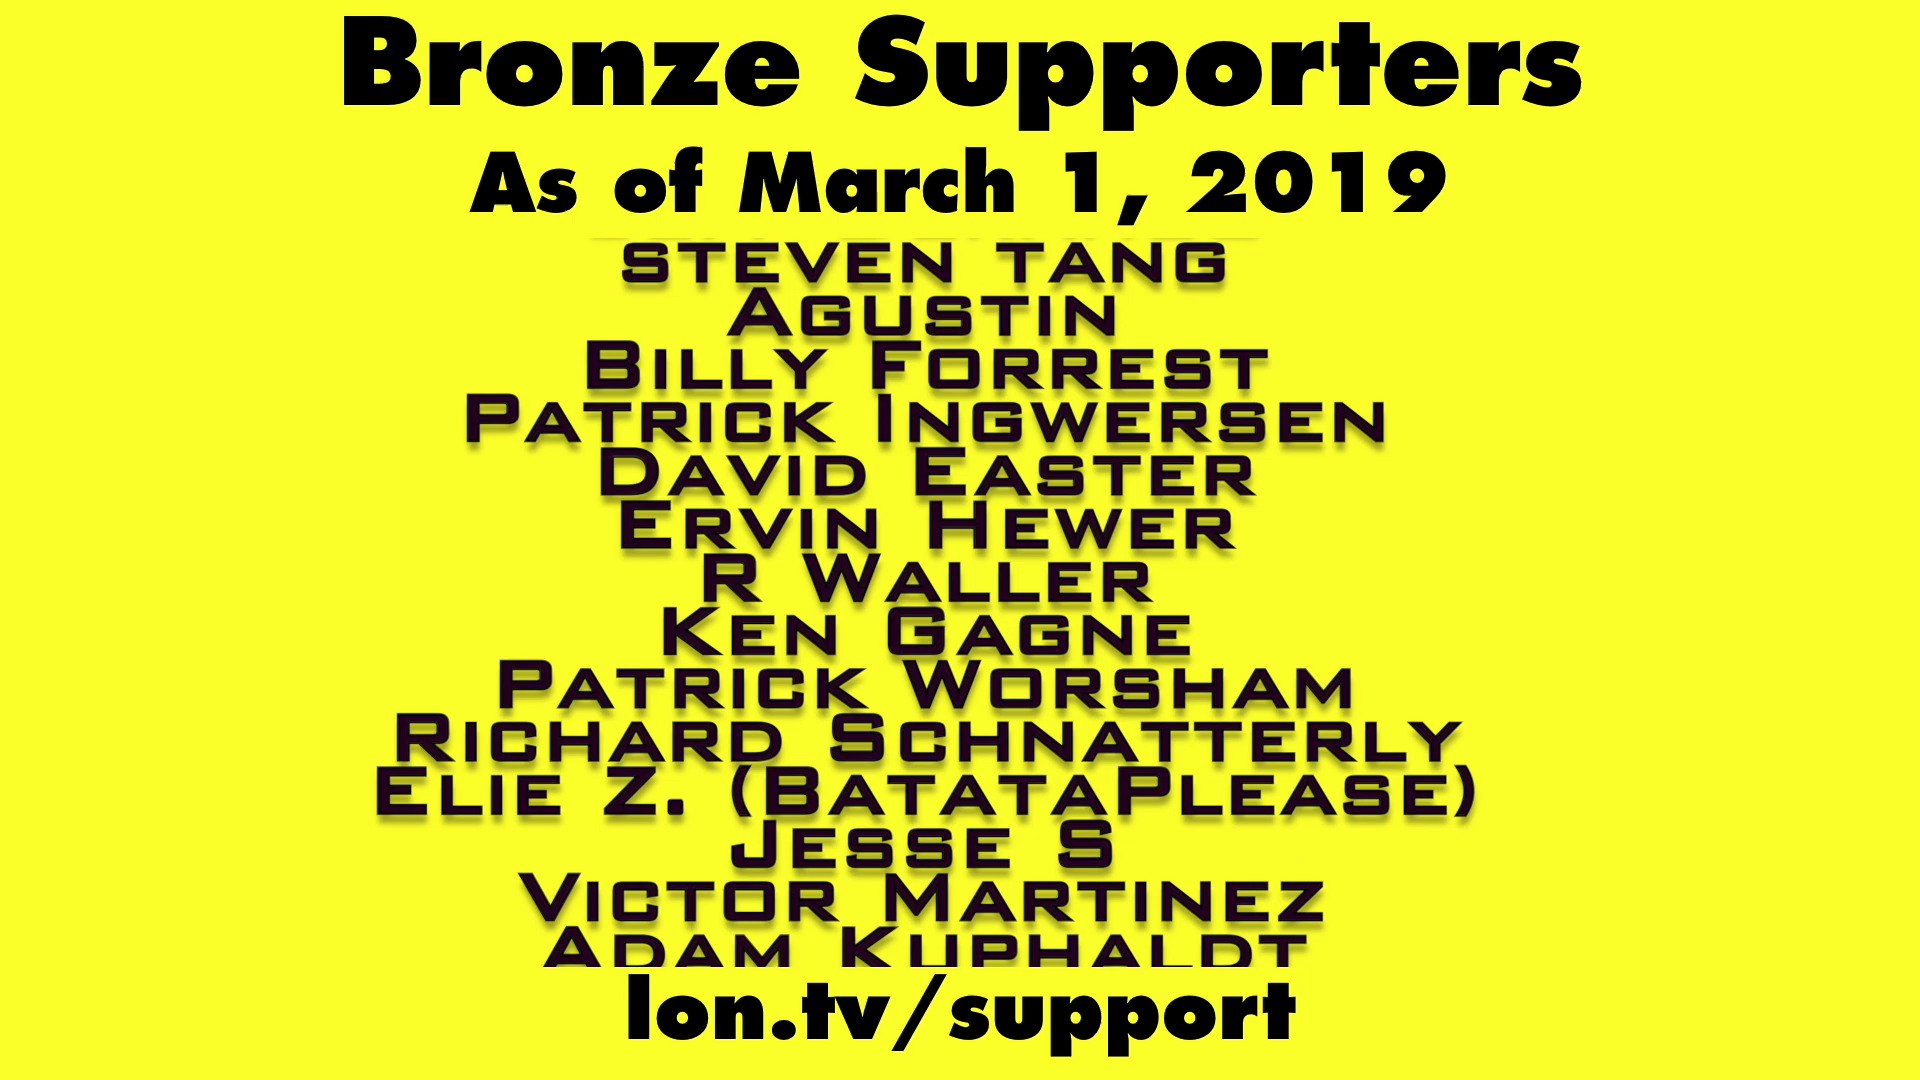 Bronze Supporters
As of March 1, 2019
steven tang
Agustin
Billy Forrest
Patrick Ingwersen
David Easter
Ervin Hewer
R Waller
Ken Gagne
Patrick Worsham
Richard Schnatterly
Elie Z. (BatataPlease)
Jesse S
Victor Martinez
Adam Kuphaldt
lon.tv/support